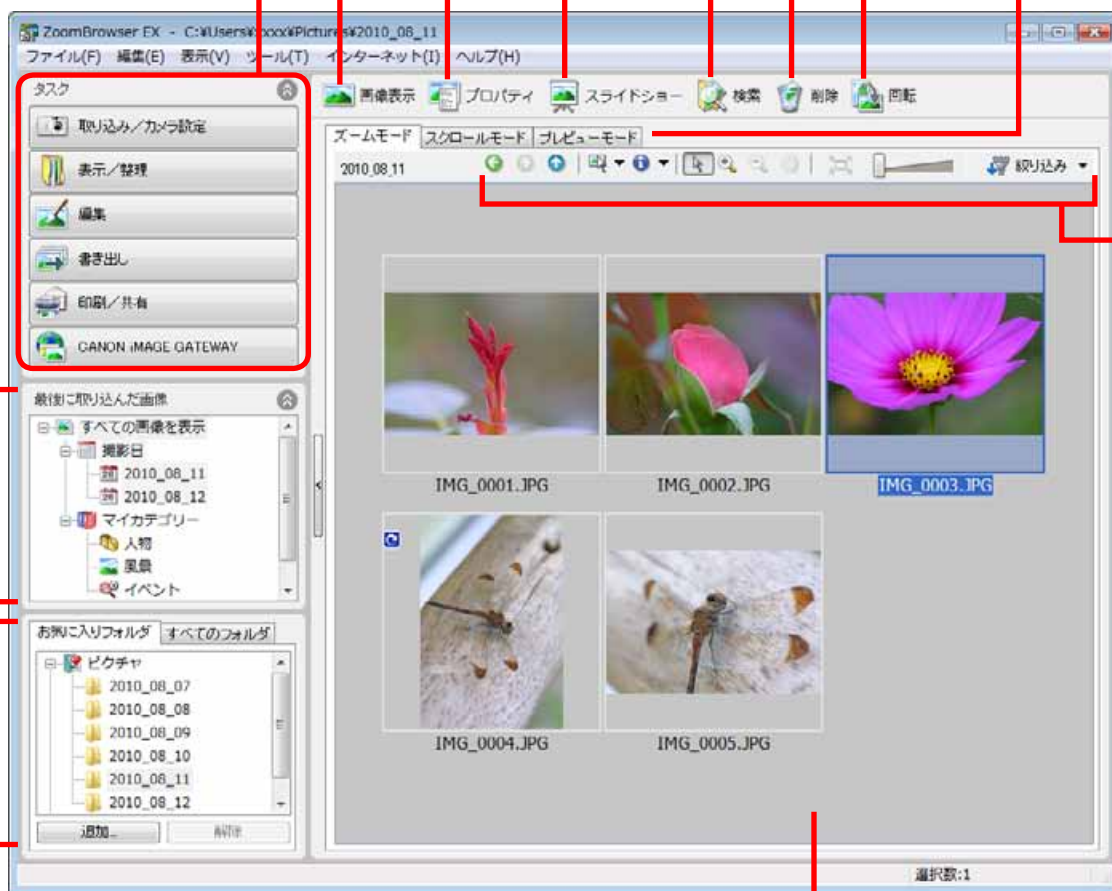 ZoomBrowser EX - C:¥Users¥xxxx¥Pictures¥2010_08_11
ファイル(F) 編集(E) 表示(V) ツール(T) インターネット(I) ヘルプ(H)
タスク
取り込み／カメラ設定
表示／整理
編集
書き出し
印刷／共有
CANON iMAGE GATEWAY
最後に取り込んだ画像
すべての画像を表示
撮影日
2010_08_11
2010_08_12
マイカテゴリー
人物
風景
イベント
お気に入りフォルダ すべてのフォルダ
ピクチャ
2010_08_07
2010_08_08
2010_08_09
2010_08_10
2010_08_11
2010_08_12
追加... 解除
画像表示 プロパティ スライドショー 検索 削除 回転
ズームモード スクロールモード プレビューモード
2010_08_11 絞り込み
IMG_0001.JPG IMG_0002.JPG IMG_0003.JPG
IMG_0004.JPG IMG_0005.JPG
選択数:1